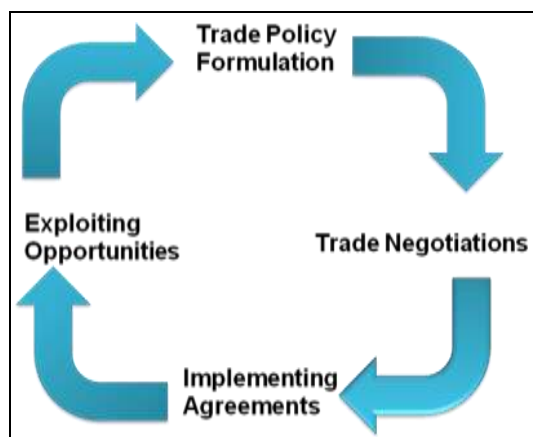 Trade Policy
Formulation
Trade Negotiations
Implementing
Agreements
Exploiting
Opportunities